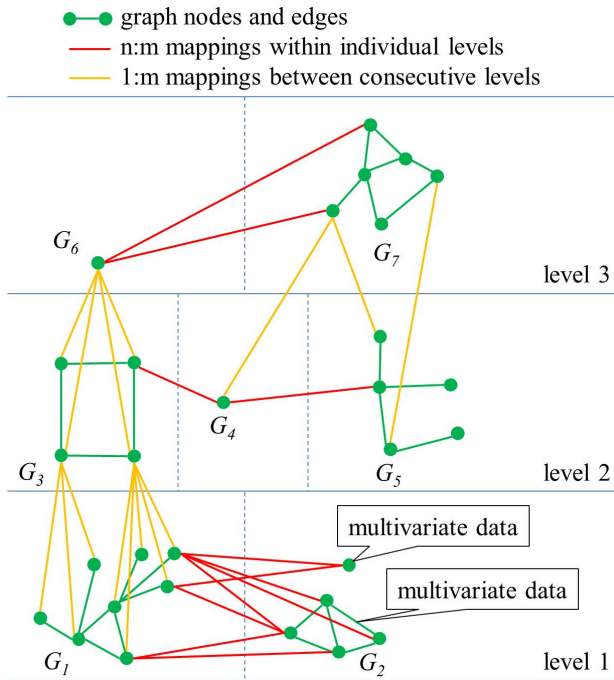 graph nodes and edges
n:m mappings within individual levels
1:m mappings between consecutive levels
G6
G7
level 3
G4
G3
G5
level 2
multivariate data
multivariate data
G1
G2
level 1